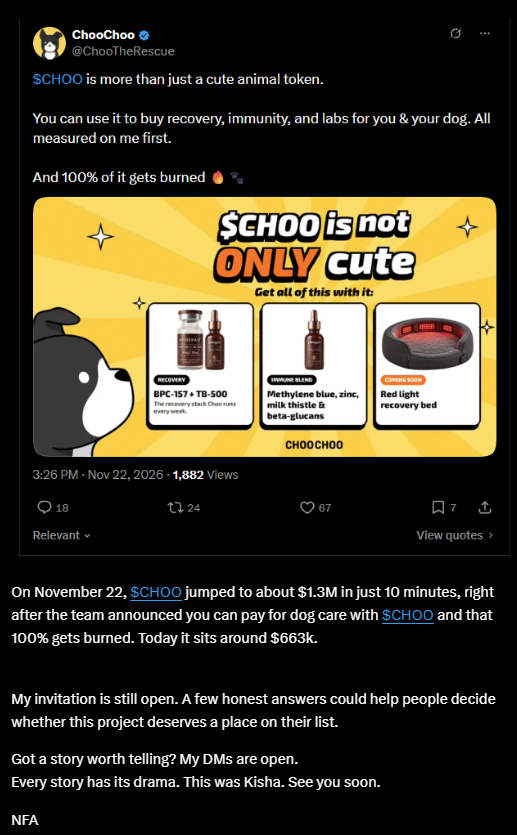 ChooChoo
@ChooTheRescue
$CHOO is more than just a cute animal token.
You can use it to buy recovery, immunity, and labs for you & your dog. All
measured on me first.
And 100% of it gets burned 🔥 🐾
$CHOO is not
ONLY cute
Get all of this with it:
RECOVERY
BPC-157 + TB-500
The recovery stack Choo runs
every week.
IMMUNE BLEND
Methylene blue, zinc,
milk thistle &
beta-glucans
COMING SOON
Red light
recovery bed
CHOOCHOO
3:26 PM · Nov 22, 2026 · 1,882 Views
18 24 67 7
Relevant
View quotes
On November 22, $CHOO jumped to about $1.3M in just 10 minutes, right
after the team announced you can pay for dog care with $CHOO and that
100% gets burned. Today it sits around $663k.
My invitation is still open. A few honest answers could help people decide
whether this project deserves a place on their list.
Got a story worth telling? My DMs are open.
Every story has its drama. This was Kisha. See you soon.
NFA